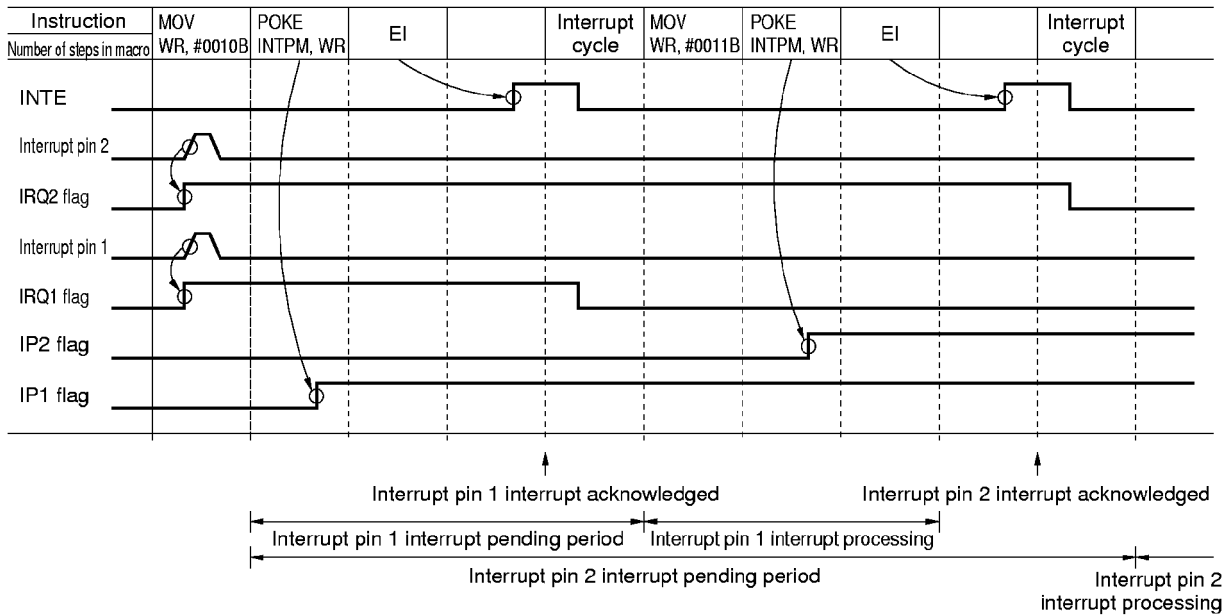 Instruction
Number of steps in macro
MOV
WR, #0010B
POKE
INTPM, WR
EI
Interrupt
cycle
MOV
WR, #0011B
POKE
INTPM, WR
EI
Interrupt
cycle
INTE
Interrupt pin 2
IRQ2 flag
Interrupt pin 1
IRQ1 flag
IP2 flag
IP1 flag
Interrupt pin 1 interrupt acknowledged
Interrupt pin 2 interrupt acknowledged
Interrupt pin 1 interrupt pending period
Interrupt pin 1 interrupt processing
Interrupt pin 2 interrupt pending period
Interrupt pin 2
interrupt processing